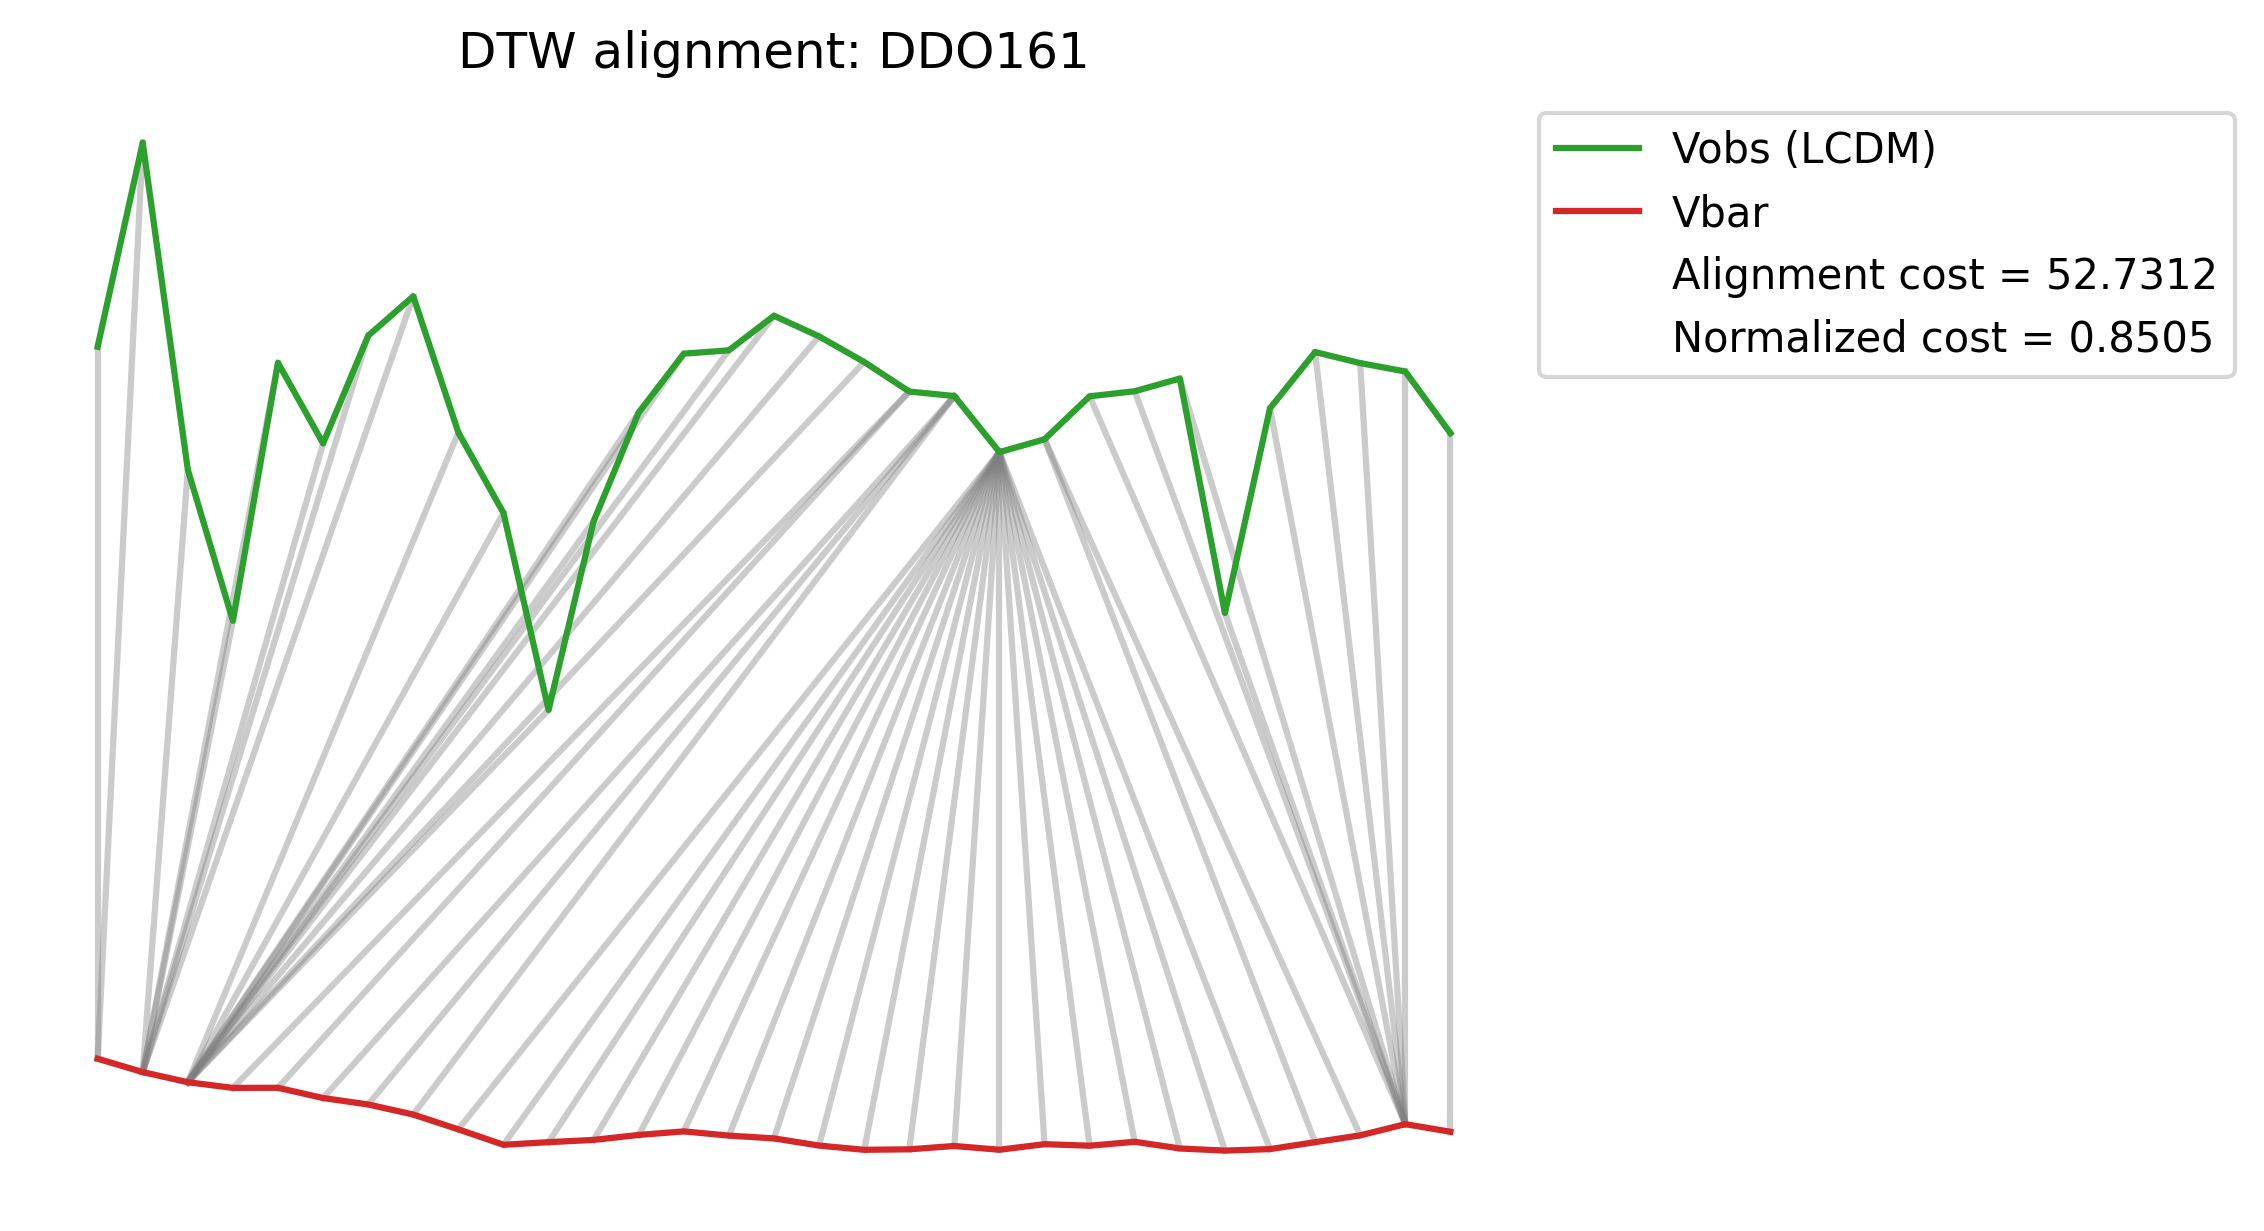 DTW alignment: DDO161
Vobs (LCDM)
Vbar
Alignment cost = 52.7312
Normalized cost = 0.8505